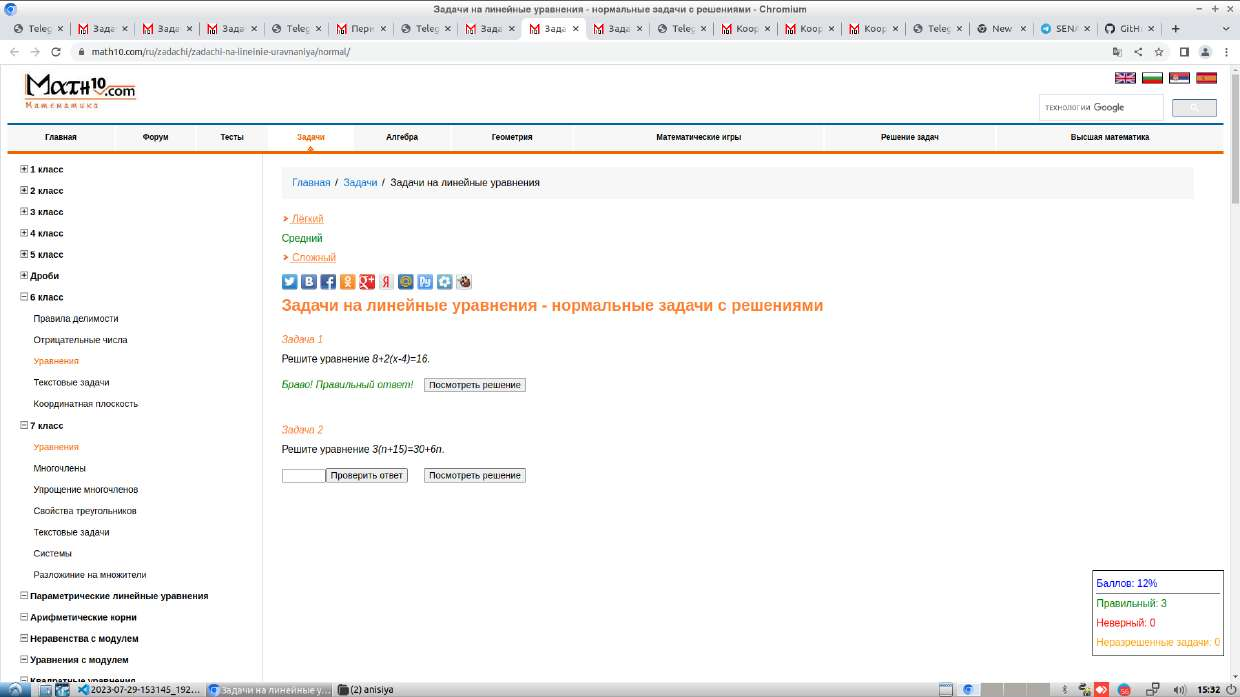 Задачи на линейные уравнения - нормальные задачи с решениями - Chromium
Teleg Зада Зада Зада Teleg Перв Teleg Зада Зада Зада Teleg Коор Коор Коор Teleg New SENA GitHu
math10.com/ru/zadachi/zadachi-na-lineinie-uravnaniya/normal/
Math10.com
Математика
ТЕХНОЛОГИИ Google
Главная Форум Тесты Задачи Алгебра Геометрия Математические игры Решение задач Высшая математика
1 класс
2 класс
3 класс
4 класс
5 класс
Дроби
6 класс
Правила делимости
Отрицательные числа
Уравнения
Текстовые задачи
Координатная плоскость
7 класс
Уравнения
Многочлены
Упрощение многочленов
Свойства треугольников
Текстовые задачи
Системы
Разложиние на множители
Параметрические линейные уравнения
Арифметические корни
Неравенства с модулем
Уравнения с модулем
Квадратные уравнения
Главная / Задачи / Задачи на линейные уравнения
Лёгкий
Средний
Сложный
Задачи на линейные уравнения - нормальные задачи с решениями
Задача 1
Решите уравнение 8+2(x-4)=16.
Браво! Правильный ответ! Посмотреть решение
Задача 2
Решите уравнение 3(n+15)=30+6n.
Проверить ответ Посмотреть решение
Баллов: 12%
Правильный: 3
Неверный: 0
Неразрешенные задачи: 0
2023-07-29-153145_192... Задачи на линейные у... (2) anisiya 56 15:32